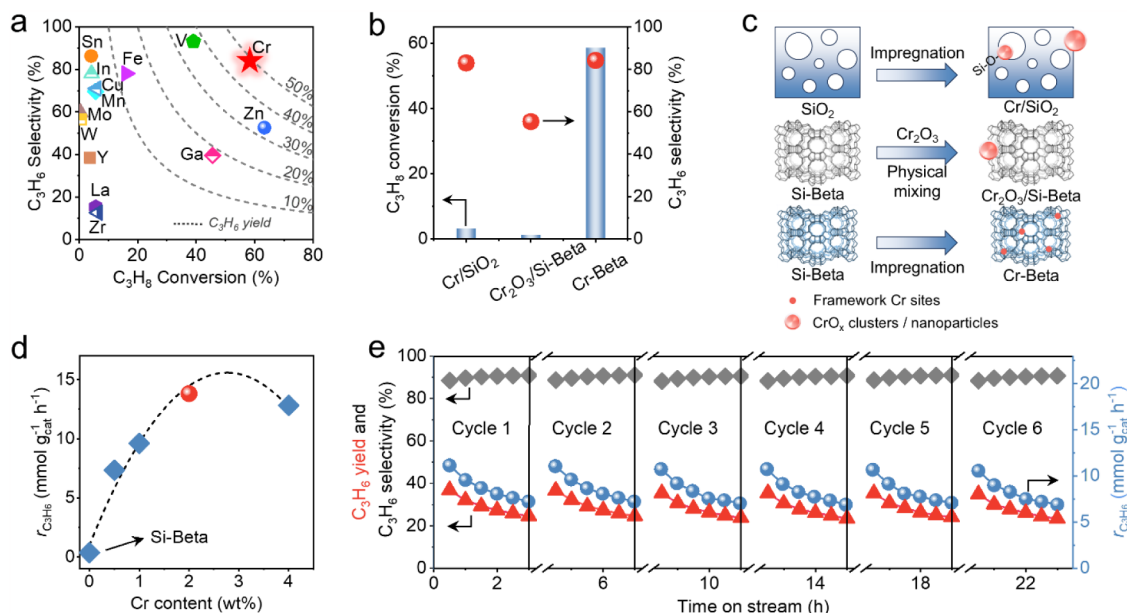 a
C₃H₆ Selectivity (%)
100
80
60
40
20
0
Sn
In
Cu
Mn
Mo
W
Y
La
Zr
Fe
V
Cr
Zn
Ga
50%
40%
30%
20%
10%
C₃H₆ yield
0 20 40 60 80
C₃H₈ Conversion (%)
b
C₃H₈ conversion (%)
60
40
20
0
100
80
60
40
20
0
C₃H₆ selectivity (%)
Cr/SiO₂
Cr₂O₃/Si-Beta
Cr-Beta
c
Impregnation
Si-O-
SiO₂
Cr/SiO₂
Cr₂O₃
Physical
mixing
Si-Beta
Cr₂O₃/Si-Beta
Si-Beta
Impregnation
Cr-Beta
Framework Cr sites
CrOₓ clusters / nanoparticles
d
r_C₃H₆ (mmol g⁻¹cat h⁻¹)
15
10
5
0
Si-Beta
0 1 2 3 4
Cr content (wt%)
e
C₃H₆ yield and
C₃H₆ selectivity (%)
100
80
60
40
20
0
Cycle 1
Cycle 2
Cycle 3
Cycle 4
Cycle 5
Cycle 6
20
15
10
5
0
r_C₃H₆ (mmol g⁻¹cat h⁻¹)
0 2 6 10 14 18 22
Time on stream (h)